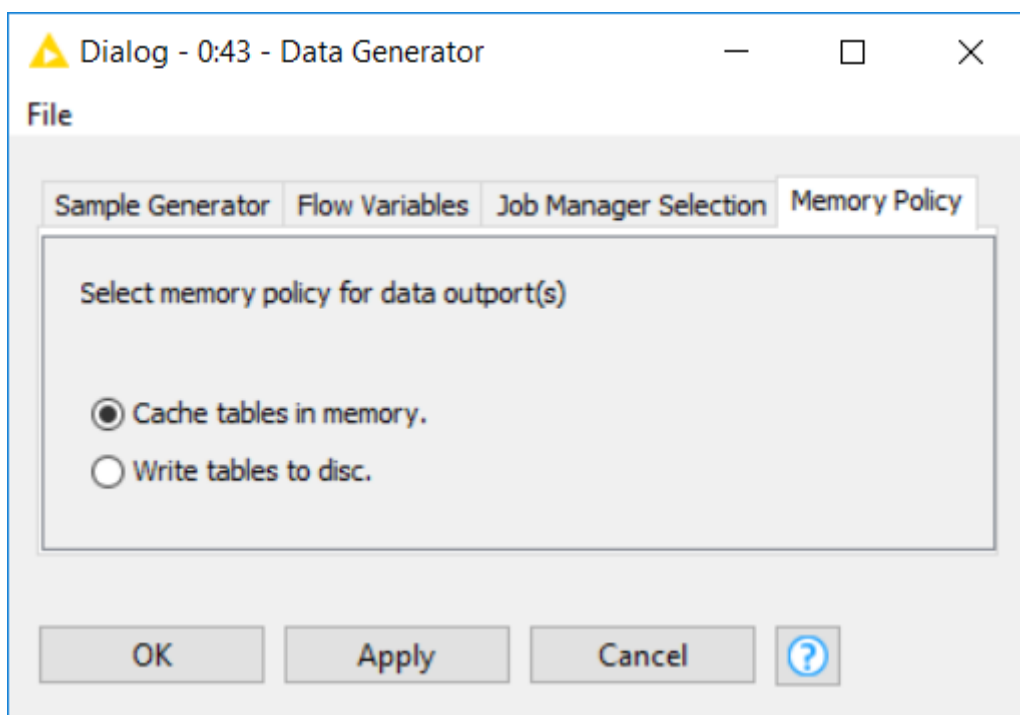 Dialog - 0:43 - Data Generator
File
Sample Generator Flow Variables Job Manager Selection Memory Policy
Select memory policy for data outport(s)
Cache tables in memory.
Write tables to disc.
OK Apply Cancel ?